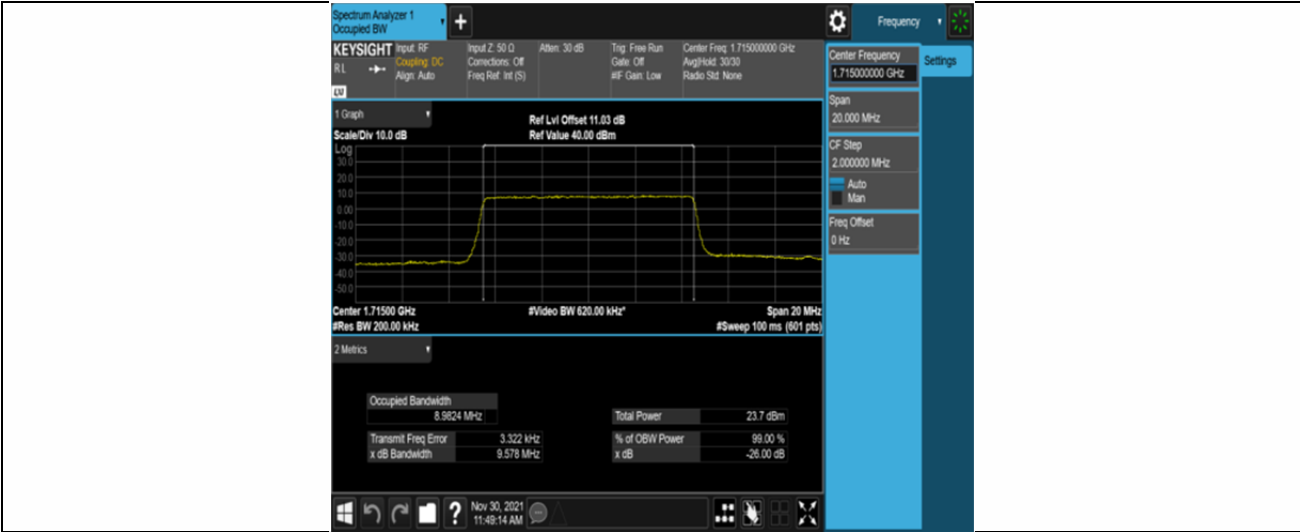 Spectrum Analyzer 1
Occupied BW
+
Frequency
KEYSIGHT
RL
LXI
Input: RF
Coupling: DC
Align: Auto
Input Z: 50 Ω
Corrections: Off
Freq Ref: Int (S)
Atten: 30 dB
Trig: Free Run
Gate: Off
#IF Gain: Low
Center Freq: 1.715000000 GHz
Avg|Hold: 30/30
Radio Std: None
Center Frequency
1.715000000 GHz
Settings
Span
20.000 MHz
CF Step
2.000000 MHz
Auto
Man
Freq Offset
0 Hz
1 Graph
Scale/Div 10.0 dB
Ref Lvl Offset 11.03 dB
Ref Value 40.00 dBm
Log
30.0
20.0
10.0
0.00
-10.0
-20.0
-30.0
-40.0
-50.0
Center 1.71500 GHz
#Video BW 620.00 kHz*
Span 20 MHz
#Res BW 200.00 kHz
#Sweep 100 ms (601 pts)
2 Metrics
Occupied Bandwidth
8.9824 MHz
Total Power 23.7 dBm
Transmit Freq Error 3.322 kHz
% of OBW Power 99.00 %
x dB Bandwidth 9.578 MHz
x dB -26.00 dB
?
Nov 30, 2021
11:49:14 AM